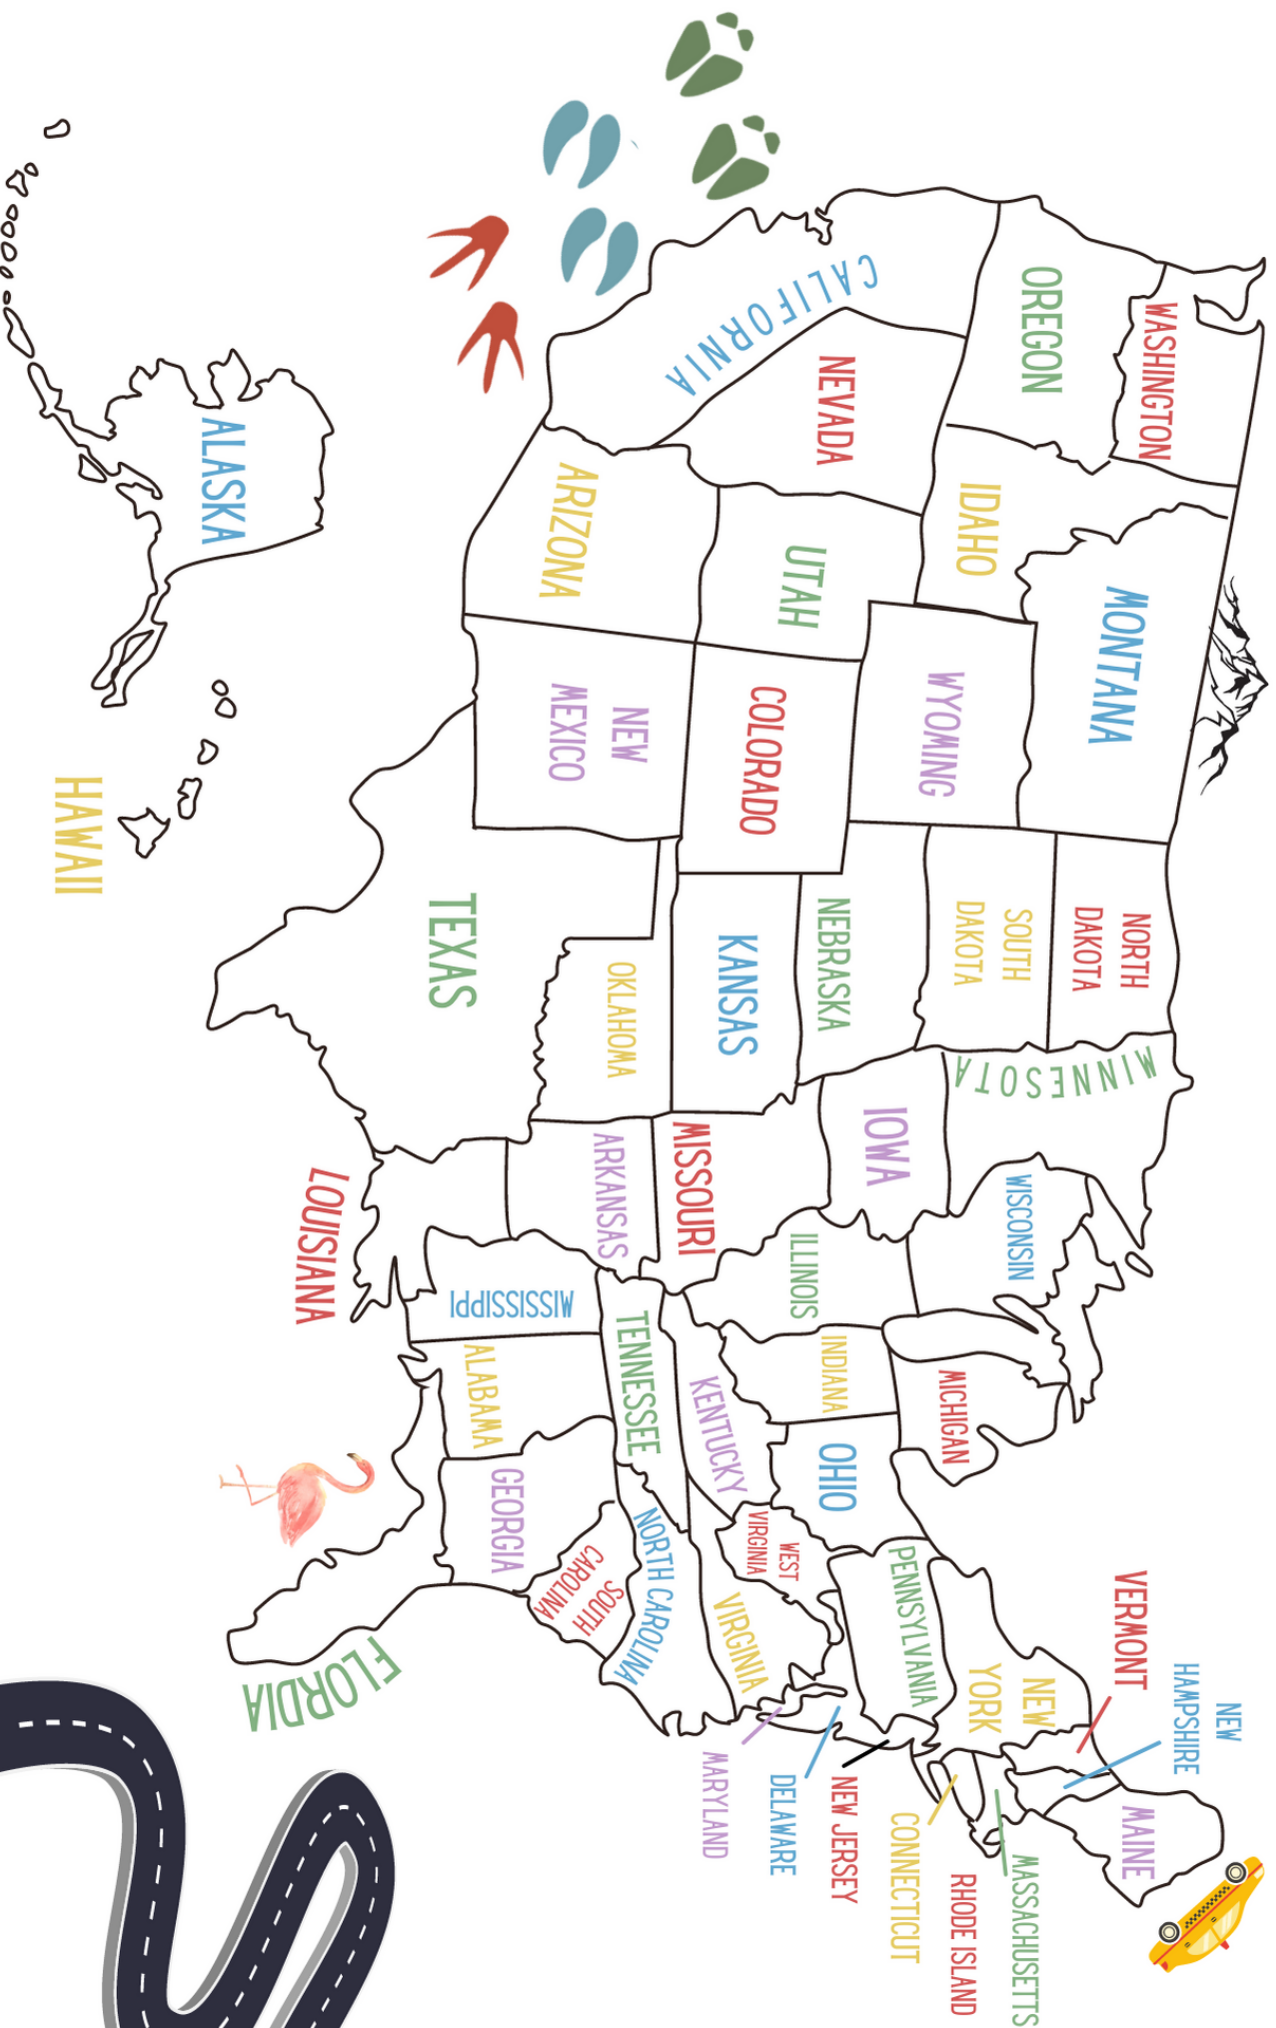 WASHINGTON
OREGON
CALIFORNIA
NEVADA
IDAHO
MONTANA
WYOMING
UTAH
ARIZONA
COLORADO
NEW
MEXICO
NORTH
DAKOTA
SOUTH
DAKOTA
NEBRASKA
KANSAS
OKLAHOMA
TEXAS
MINNESOTA
IOWA
MISSOURI
ARKANSAS
LOUISIANA
WISCONSIN
ILLINOIS
MISSISSIPPI
MICHIGAN
INDIANA
KENTUCKY
TENNESSEE
ALABAMA
OHIO
GEORGIA
FLORDIA
SOUTH
CAROLINA
NORTH CAROLINA
VIRGINIA
WEST
VIRGINIA
PENNSYLVANIA
NEW
YORK
VERMONT
NEW
HAMPSHIRE
MAINE
MASSACHUSETTS
RHODE ISLAND
CONNECTICUT
NEW JERSEY
DELAWARE
MARYLAND
ALASKA
HAWAII